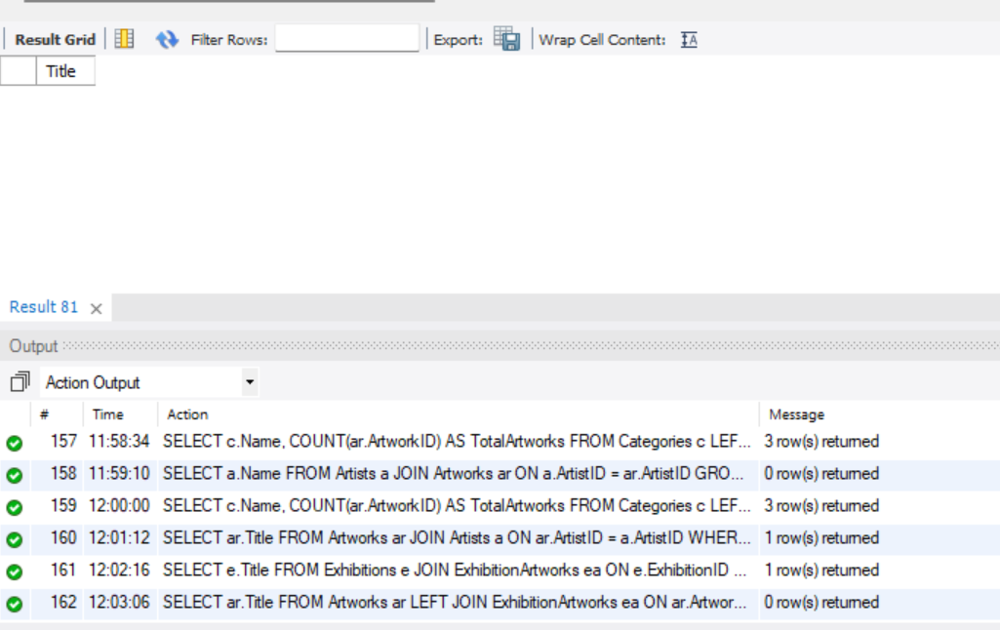 Result Grid Filter Rows: Export: Wrap Cell Content: IA
Title
Result 81 ×
Output
Action Output
# Time Action Message
157 11:58:34 SELECT c.Name, COUNT(ar.ArtworkID) AS TotalArtworks FROM Categories c LEF... 3 row(s) returned
158 11:59:10 SELECT a.Name FROM Artists a JOIN Artworks ar ON a.ArtistID = ar.ArtistID GRO... 0 row(s) returned
159 12:00:00 SELECT c.Name, COUNT(ar.ArtworkID) AS TotalArtworks FROM Categories c LEF... 3 row(s) returned
160 12:01:12 SELECT ar.Title FROM Artworks ar JOIN Artists a ON ar.ArtistID = a.ArtistID WHER... 1 row(s) returned
161 12:02:16 SELECT e.Title FROM Exhibitions e JOIN ExhibitionArtworks ea ON e.ExhibitionID ... 1 row(s) returned
162 12:03:06 SELECT ar.Title FROM Artworks ar LEFT JOIN ExhibitionArtworks ea ON ar.Artwor... 0 row(s) returned